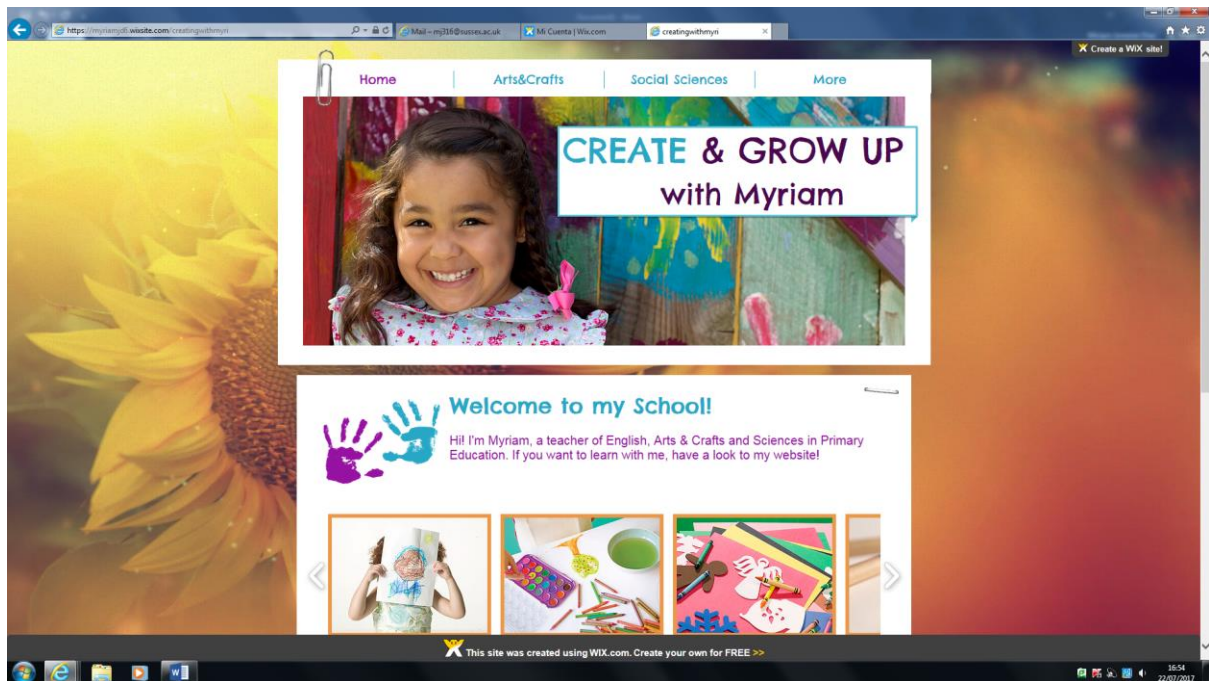 https://myriamjd6.wixsite.com/creatingwithmyri
Mail – mj316@sussex.ac.uk
Mi Cuenta | Wix.com
creatingwithmyri
Create a WiX site!
Home
Arts&Crafts
Social Sciences
More
CREATE & GROW UP
with Myriam
Welcome to my School!
Hi! I'm Myriam, a teacher of English, Arts & Crafts and Sciences in Primary
Education. If you want to learn with me, have a look to my website!
This site was created using WIX.com. Create your own for FREE >>
16:54
22/07/2017